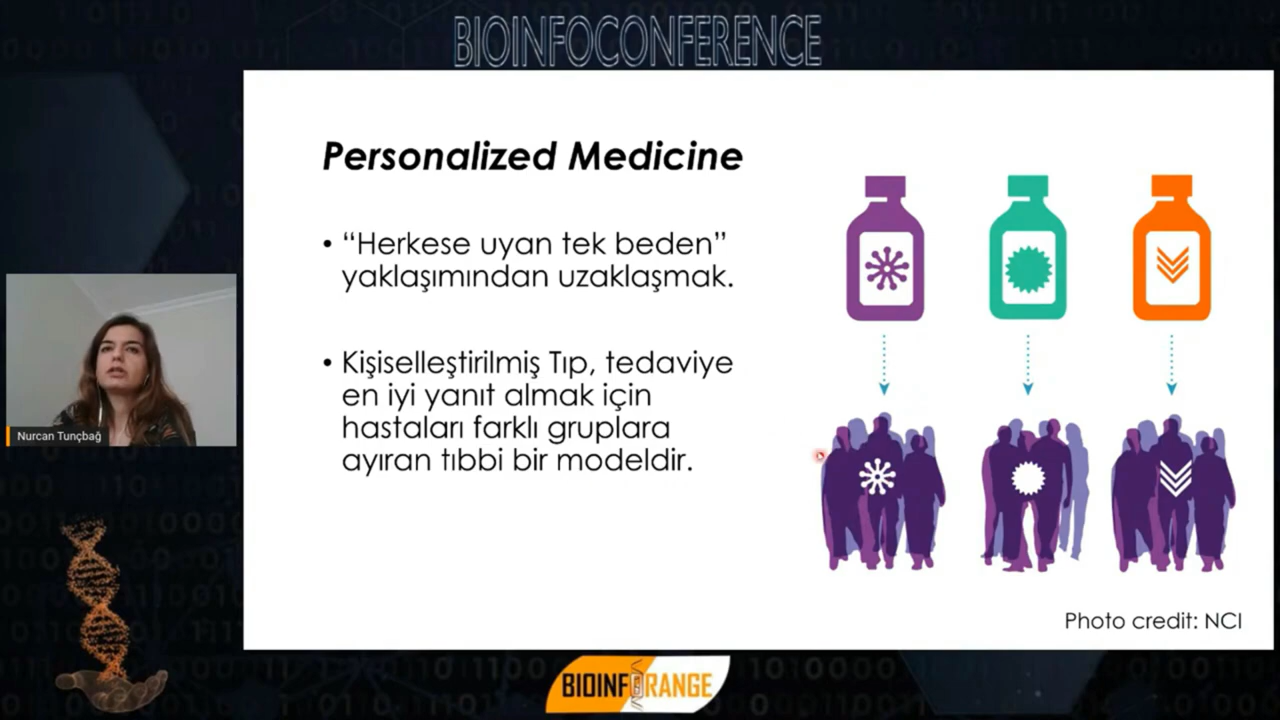 BIOINFOCONFERENCE
Personalized Medicine
• “Herkese uyan tek beden”
yaklaşımından uzaklaşmak.
• Kişiselleştirilmiş Tıp, tedaviye
en iyi yanıt almak için
hastaları farklı gruplara
ayıran tıbbi bir modeldir.
Nurcan Tunçbağ
Photo credit: NCI
BIOINFORANGE